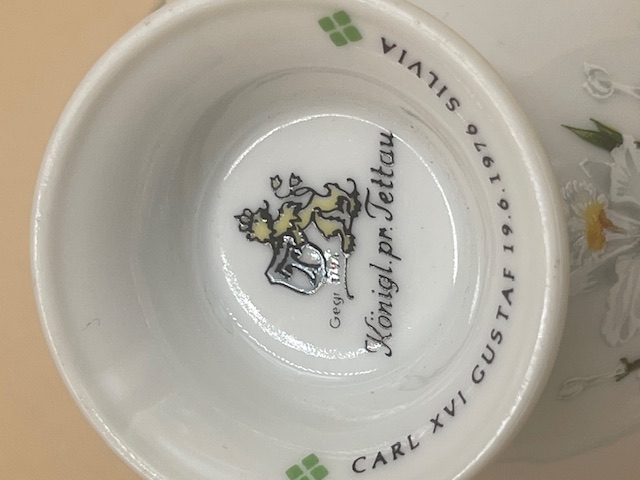 CARL XVI GUSTAF 19.6.1976 SILVIA
T
Königl. pr. Tettau